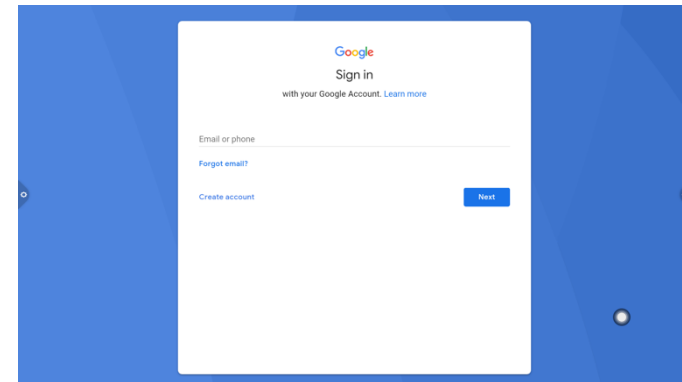 Google
Sign in
with your Google Account. Learn more
Email or phone
Forgot email?
Create account
Next